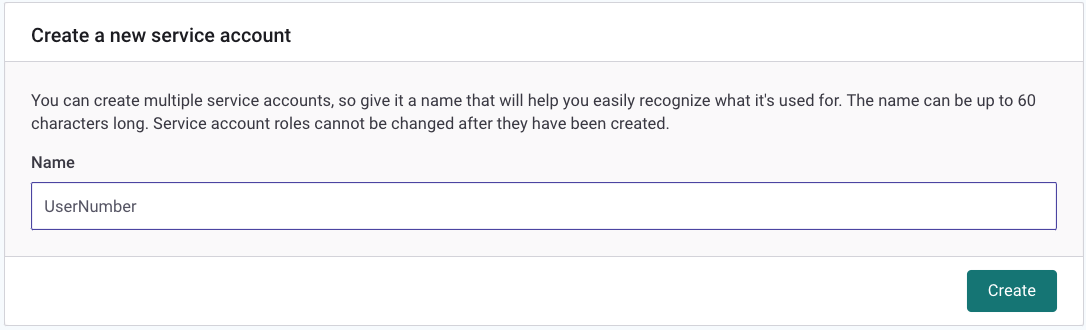 Create a new service account
You can create multiple service accounts, so give it a name that will help you easily recognize what it's used for. The name can be up to 60
characters long. Service account roles cannot be changed after they have been created.
Name
UserNumber
Create